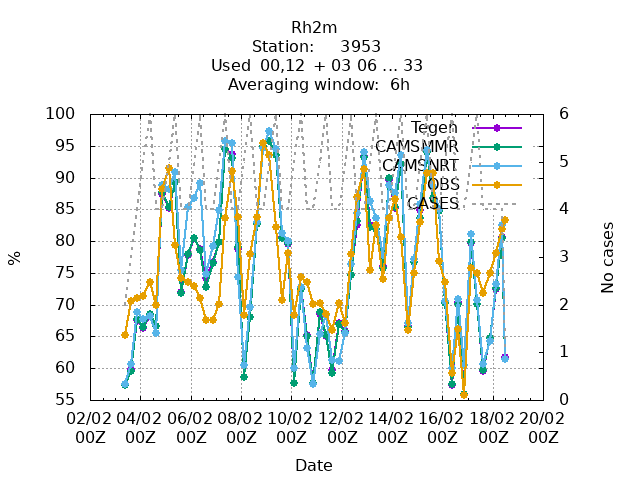 Rh2m
Station: 3953
Used 00,12 + 03 06 ... 33
Averaging window: 6h
100 95 90 85 80 75 70 65 60 55
%
6 5 4 3 2 1 0
No cases
Tegen
CAMSMMR
CAMSNRT
OBS
CASES
02/02 04/02 06/02 08/02 10/02 12/02 14/02 16/02 18/02 20/02
00Z 00Z 00Z 00Z 00Z 00Z 00Z 00Z 00Z 00Z
Date